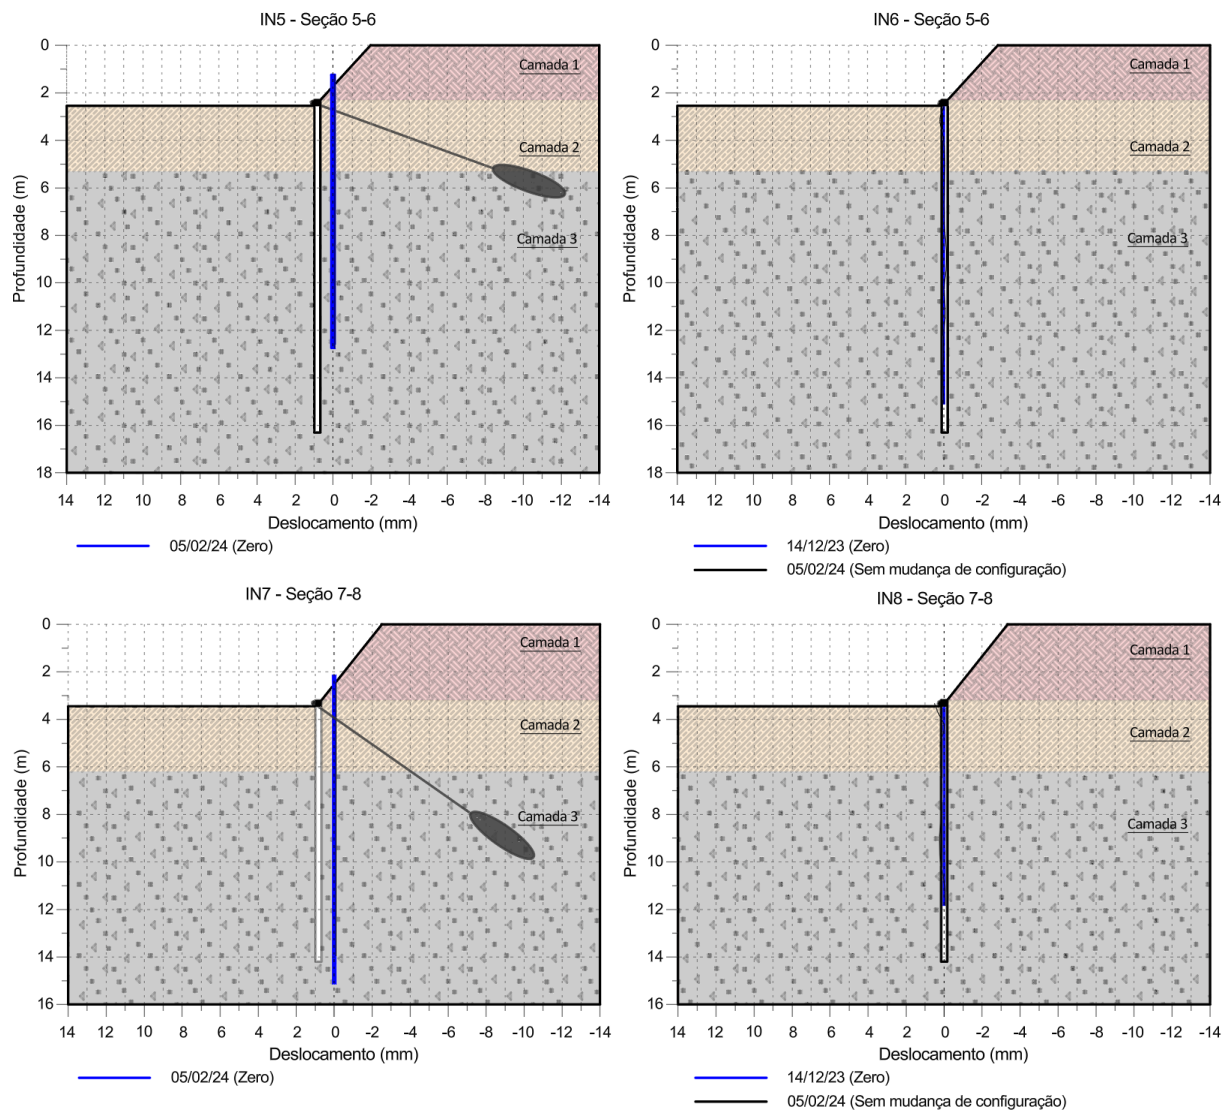 IN5 - Seção 5-6
0
2
4
6
8
10
12
14
16
18
Profundidade (m)
Camada 1
Camada 2
Camada 3
14 12 10 8 6 4 2 0 -2 -4 -6 -8 -10 -12 -14
Deslocamento (mm)
05/02/24 (Zero)
IN6 - Seção 5-6
0
2
4
6
8
10
12
14
16
18
Profundidade (m)
Camada 1
Camada 2
Camada 3
14 12 10 8 6 4 2 0 -2 -4 -6 -8 -10 -12 -14
Deslocamento (mm)
14/12/23 (Zero)
05/02/24 (Sem mudança de configuração)
IN7 - Seção 7-8
0
2
4
6
8
10
12
14
16
Profundidade (m)
Camada 1
Camada 2
Camada 3
14 12 10 8 6 4 2 0 -2 -4 -6 -8 -10 -12 -14
Deslocamento (mm)
05/02/24 (Zero)
IN8 - Seção 7-8
0
2
4
6
8
10
12
14
16
Profundidade (m)
Camada 1
Camada 2
Camada 3
14 12 10 8 6 4 2 0 -2 -4 -6 -8 -10 -12 -14
Deslocamento (mm)
14/12/23 (Zero)
05/02/24 (Sem mudança de configuração)